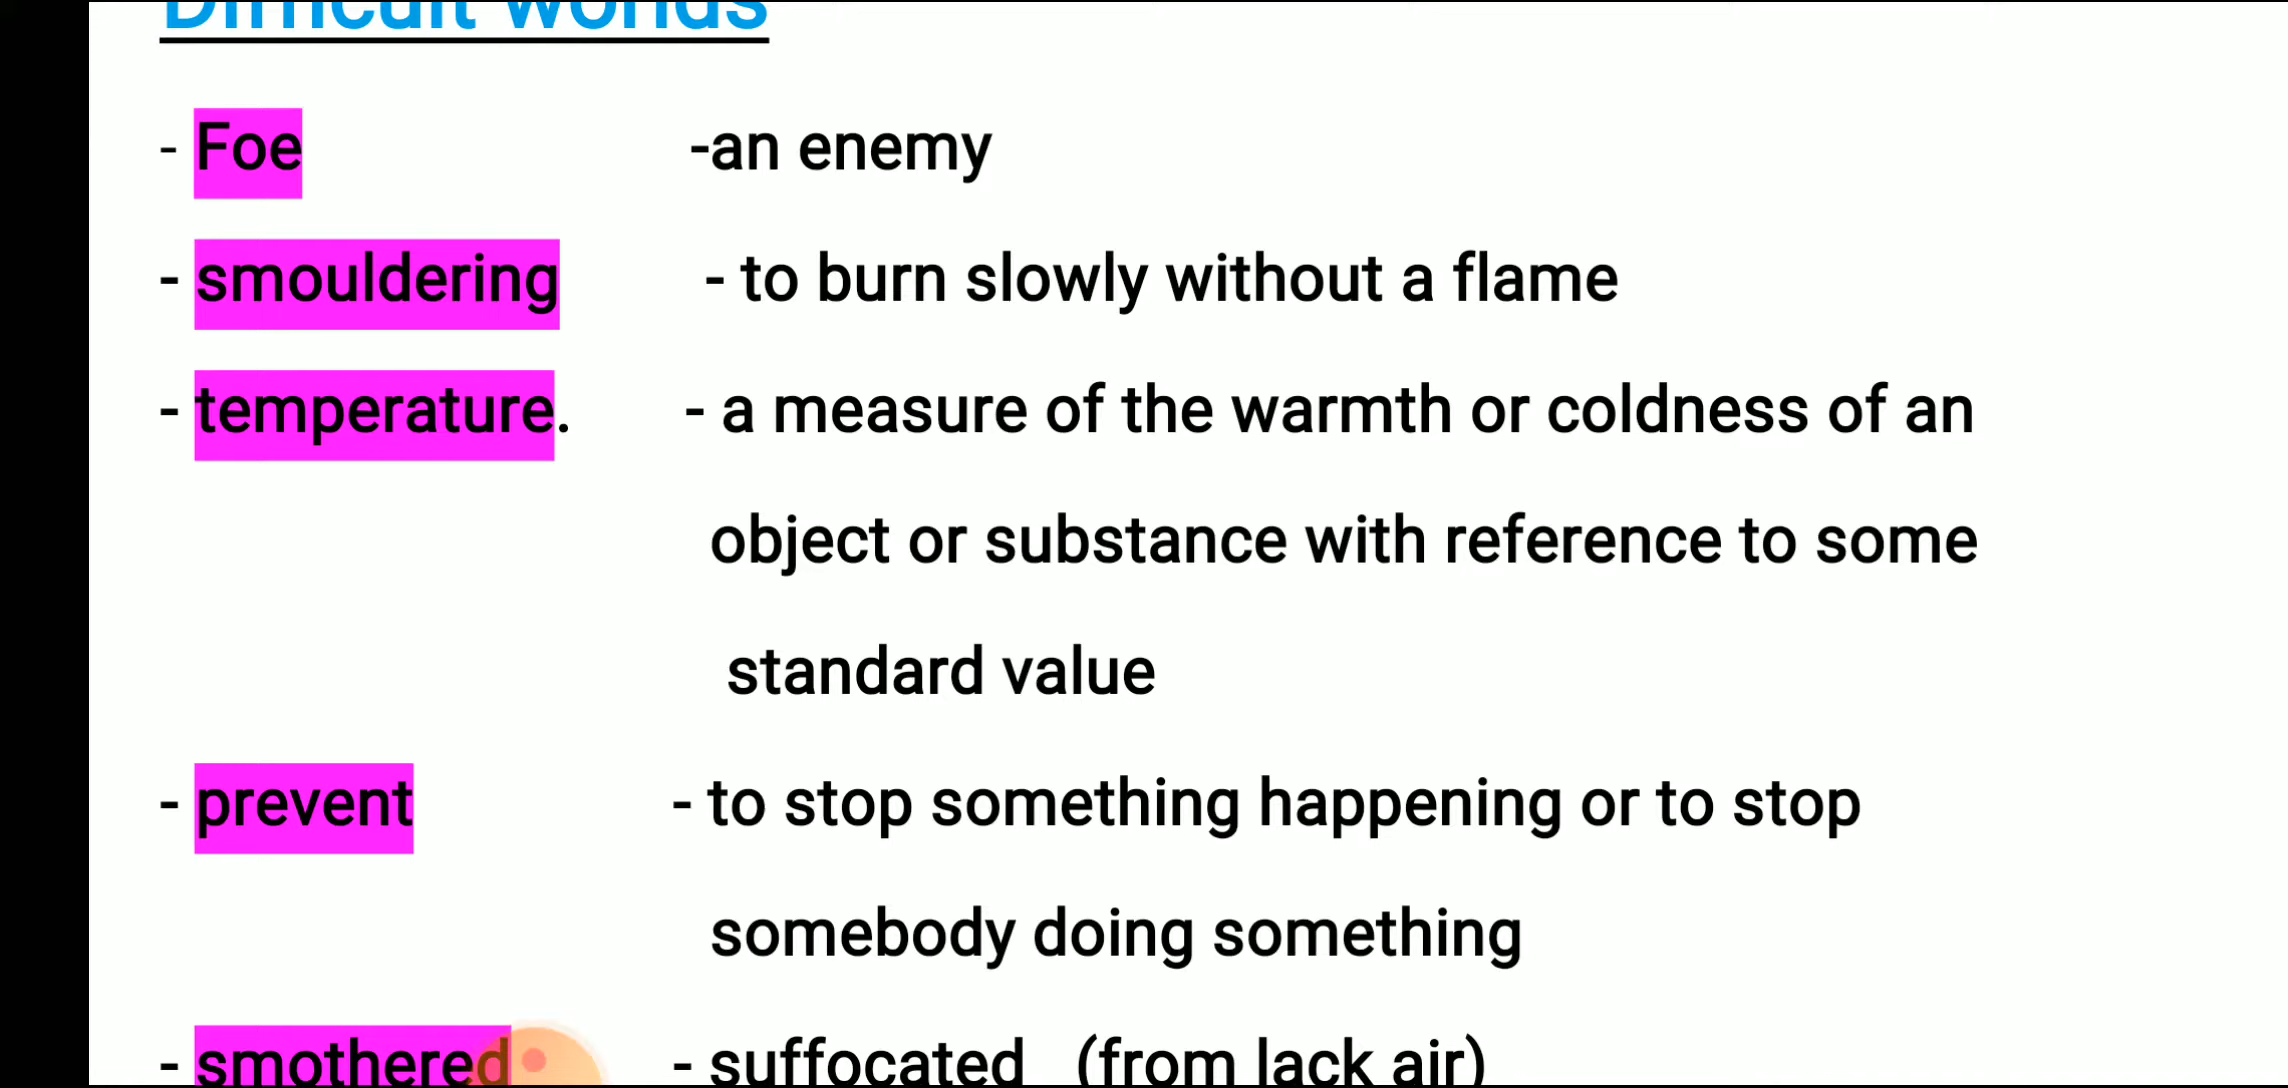 Difficult Worlds
- Foe -an enemy
- smouldering - to burn slowly without a flame
- temperature. - a measure of the warmth or coldness of an
object or substance with reference to some
standard value
- prevent - to stop something happening or to stop
somebody doing something
- smothered - suffocated (from lack air)